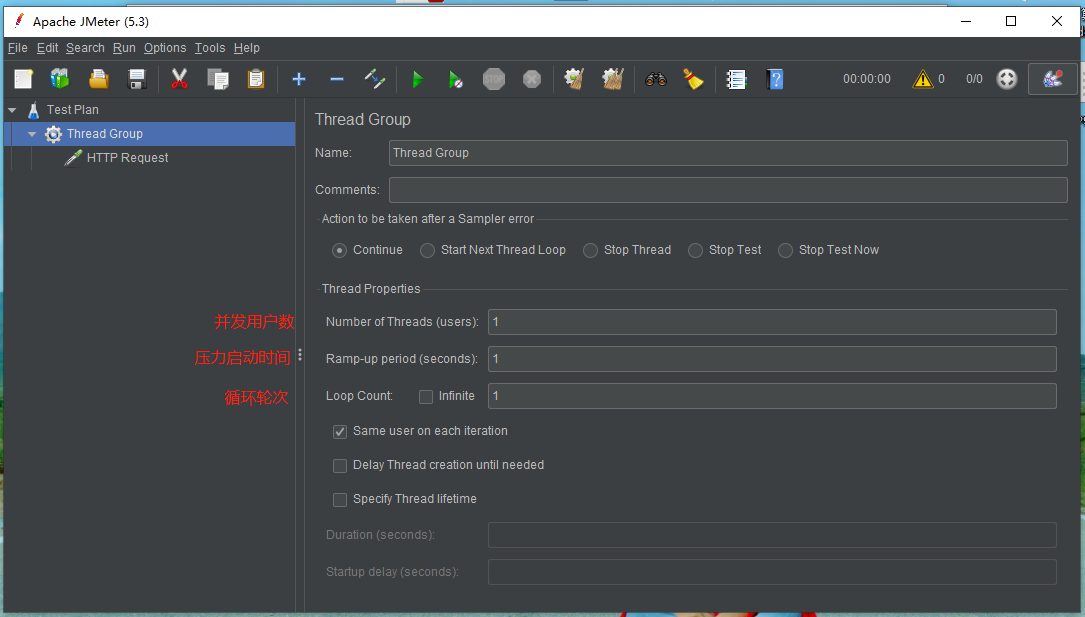 Apache JMeter (5.3)
File Edit Search Run Options Tools Help
STOP
00:00:00 0 0/0
Test Plan
Thread Group
HTTP Request
Thread Group
Name: Thread Group
Comments:
Action to be taken after a Sampler error
Continue Start Next Thread Loop Stop Thread Stop Test Stop Test Now
Thread Properties
并发用户数 Number of Threads (users): 1
压力启动时间 Ramp-up period (seconds): 1
循环轮次 Loop Count: Infinite 1
Same user on each iteration
Delay Thread creation until needed
Specify Thread lifetime
Duration (seconds):
Startup delay (seconds):